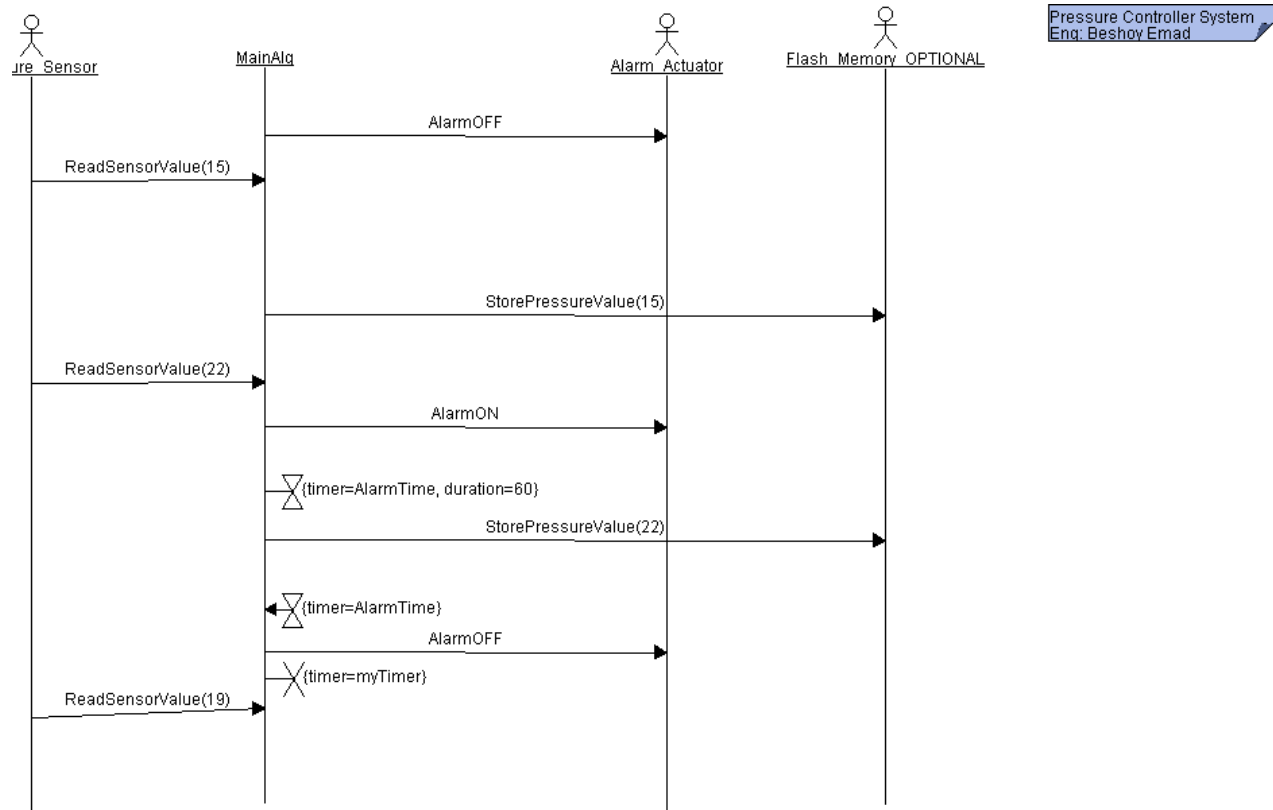 Pressure Controller System
Eng: Beshoy Emad
ure_Sensor
MainAlg
Alarm_Actuator
Flash_Memory_OPTIONAL
AlarmOFF
ReadSensorValue(15)
StorePressureValue(15)
ReadSensorValue(22)
AlarmON
{timer=AlarmTime, duration=60}
StorePressureValue(22)
{timer=AlarmTime}
AlarmOFF
{timer=myTimer}
ReadSensorValue(19)